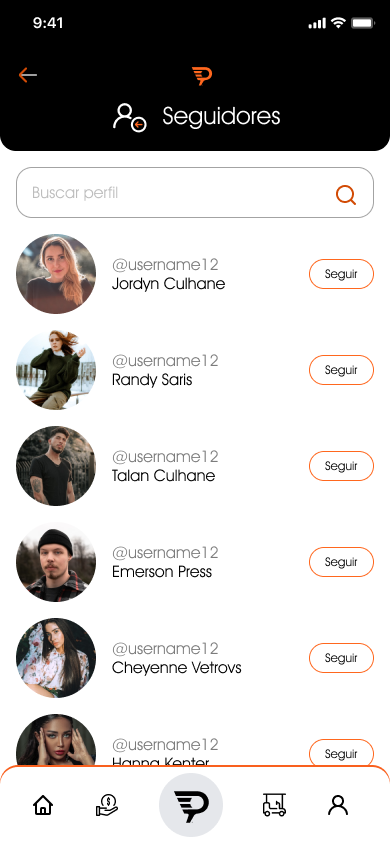 9:41
Seguidores
Buscar perfil
@username12
Jordyn Culhane
Seguir
@username12
Randy Saris
Seguir
@username12
Talan Culhane
Seguir
@username12
Emerson Press
Seguir
@username12
Cheyenne Vetrovs
Seguir
@username12
Hanna Kenter
Seguir